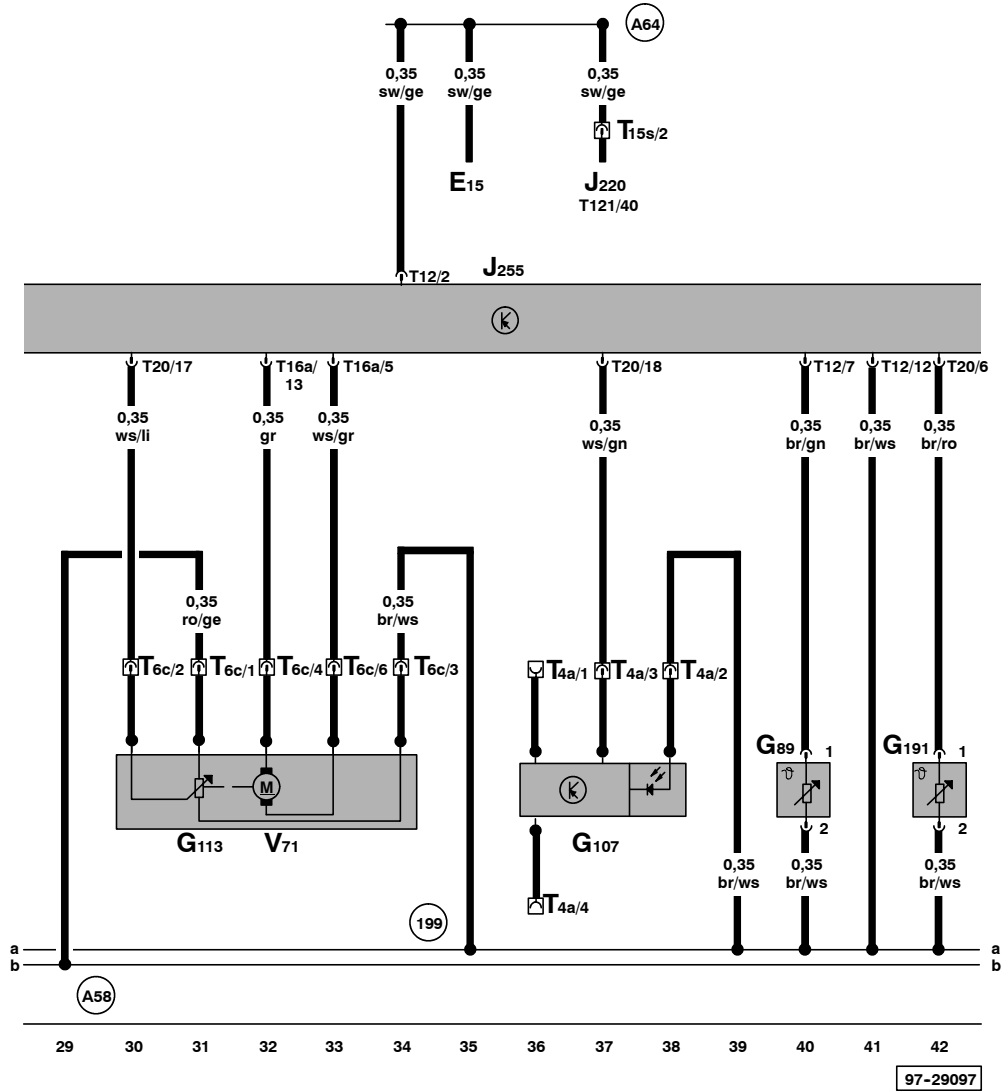 A64
0,35 0,35 0,35
sw/ge sw/ge sw/ge
T15s/2
E15 J220
T121/40
J255
T12/2
T20/17 T16a/ T16a/5 T20/18 T12/7 T12/12 T20/6
13
0,35 0,35 0,35 0,35 0,35 0,35 0,35
ws/li gr ws/gr ws/gn br/gn br/ws br/ro
0,35 0,35
ro/ge br/ws
T6c/2 T6c/1 T6c/4 T6c/6 T6c/3 T4a/1 T4a/3 T4a/2
G89 1 G191 1
M
2 2
G113 V71 G107
0,35 0,35 0,35
br/ws br/ws br/ws
T4a/4
199
a a
b b
A58
29 30 31 32 33 34 35 36 37 38 39 40 41 42
97-29097